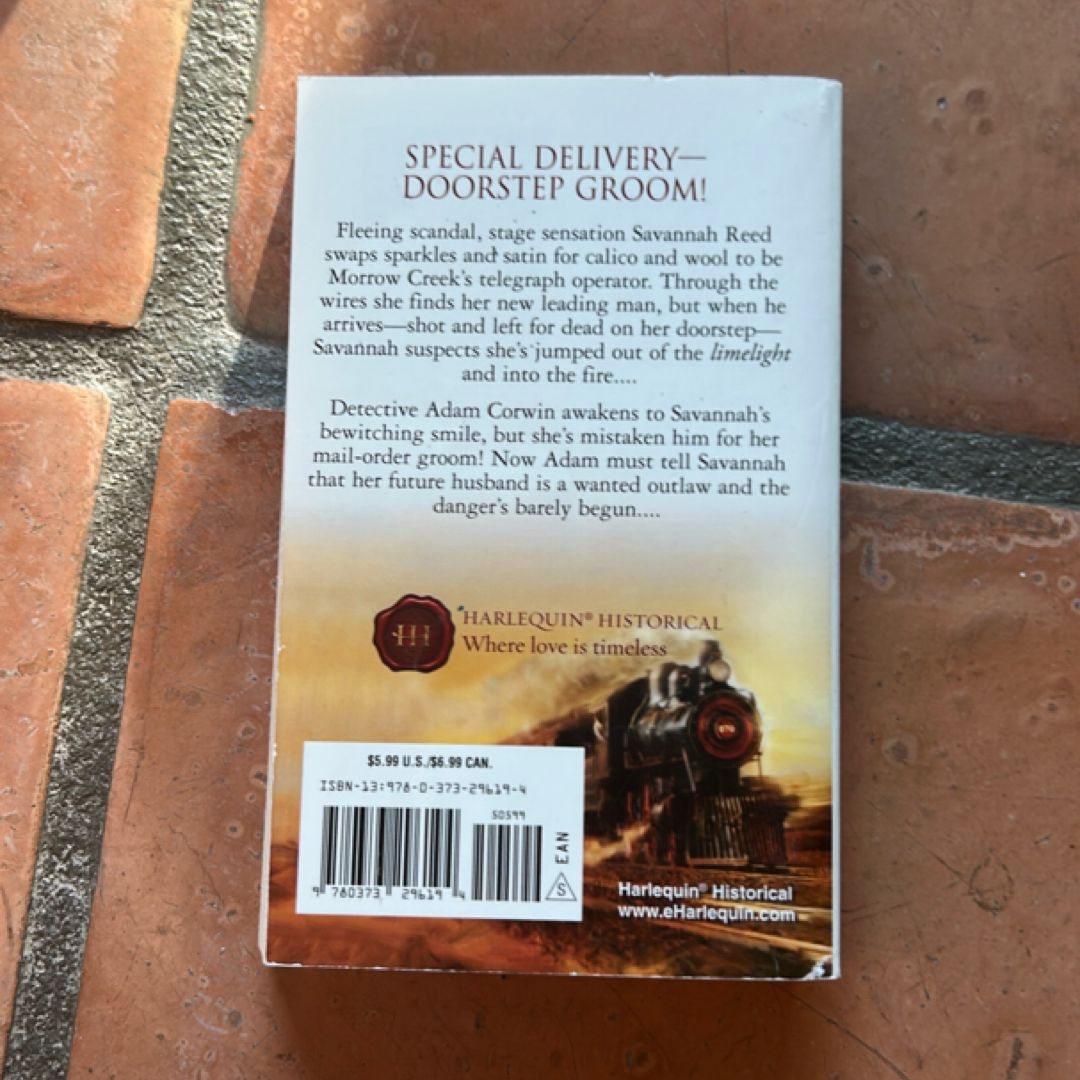 SPECIAL DELIVERY—
DOORSTEP GROOM!
Fleeing scandal, stage sensation Savannah Reed
swaps sparkles and satin for calico and wool to be
Morrow Creek's telegraph operator. Through the
wires she finds her new leading man, but when he
arrives—shot and left for dead on her doorstep—
Savannah suspects she's jumped out of the limelight
and into the fire....
Detective Adam Corwin awakens to Savannah's
bewitching smile, but she's mistaken him for her
mail-order groom! Now Adam must tell Savannah
that her future husband is a wanted outlaw and the
danger's barely begun....
HH
HARLEQUIN® HISTORICAL
Where love is timeless
$5.99 U.S./$6.99 CAN.
ISBN-13:978-0-373-29619-4
50599
9 780373 29619 4
S
EAN
Harlequin® Historical
www.eHarlequin.com